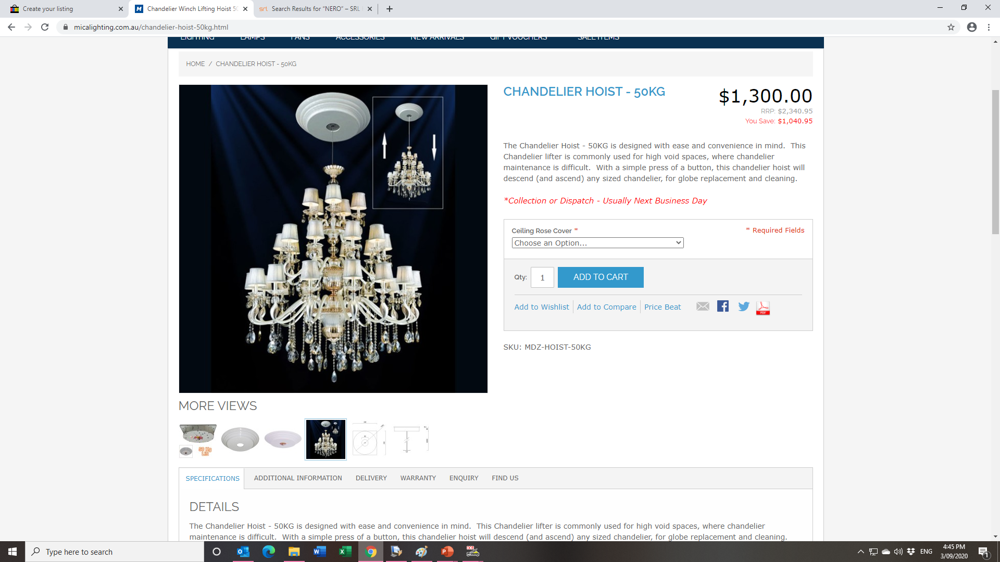 Create your listing
Chandelier Winch Lifting Hoist 50
Search Results for “NERO” – SRL
micalighting.com.au/chandelier-hoist-50kg.html
LIGHTING LAMPS FANS ACCESSORIES NEW ARRIVALS GIFT VOUCHERS SALE ITEMS
HOME / CHANDELIER HOIST - 50KG
CHANDELIER HOIST - 50KG
$1,300.00
RRP: $2,340.95
You Save: $1,040.95
The Chandelier Hoist - 50KG is designed with ease and convenience in mind. This
Chandelier lifter is commonly used for high void spaces, where chandelier
maintenance is difficult. With a simple press of a button, this chandelier hoist will
descend (and ascend) any sized chandelier, for globe replacement and cleaning.
*Collection or Dispatch - Usually Next Business Day
Ceiling Rose Cover *
* Required Fields
Choose an Option...
Qty: 1 ADD TO CART
Add to Wishlist Add to Compare Price Beat
PDF
SKU: MDZ-HOIST-50KG
MORE VIEWS
50 Kg
Lift
SPECIFICATIONS ADDITIONAL INFORMATION DELIVERY WARRANTY ENQUIRY FIND US
DETAILS
The Chandelier Hoist - 50KG is designed with ease and convenience in mind. This Chandelier lifter is commonly used for high void spaces, where chandelier
maintenance is difficult. With a simple press of a button, this chandelier hoist will descend (and ascend) any sized chandelier, for globe replacement and cleaning.
Type here to search
ENG
4:45 PM
3/09/2020
1